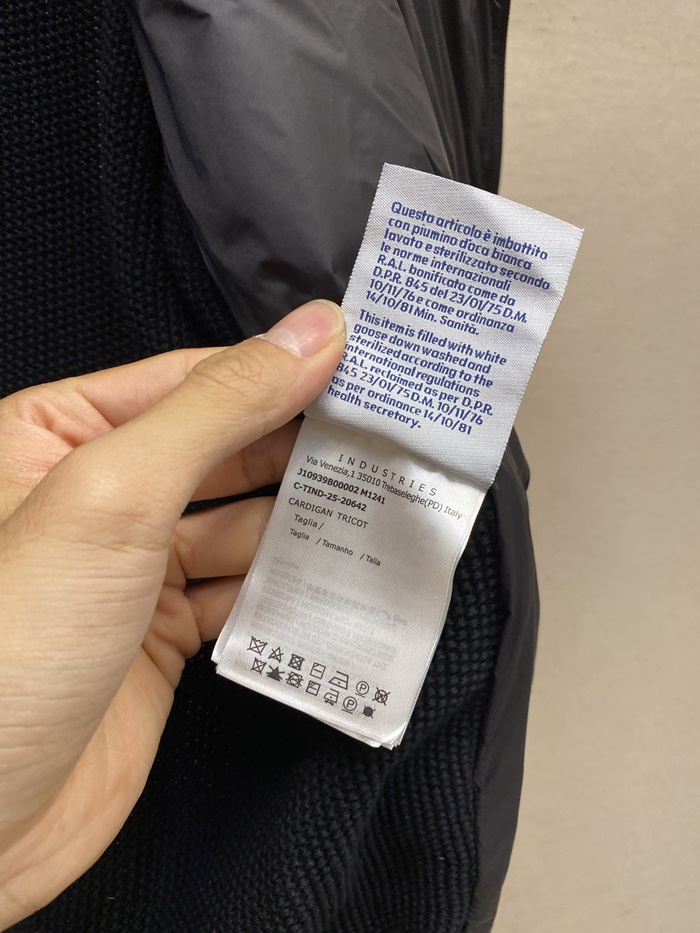 Questo articolo è imbottito
con piumino d'oca bianca
lavato e sterilizzato secondo
le norme internazionali
R.A.L. bonificato come da
D.P.R. 845 del 23/01/75 D.M.
10/11/76 e come ordinanza
14/10/81 Min. Sanità.
This item is filled with white
goose down washed and
sterilized according to the
international regulations
R.A.L. reclaimed as per D.P.R.
845 23/01/75 D.M. 10/11/76
as per ordinance 14/10/81
health secretary.
INDUSTRIES
Via Venezia,1 35010 Trebaseleghe(PD) Italy
J10939B00002 M1241
C-TIND-25-20642
CARDIGAN TRICOT
Taglia /
Taglia / Tamanho / Talla